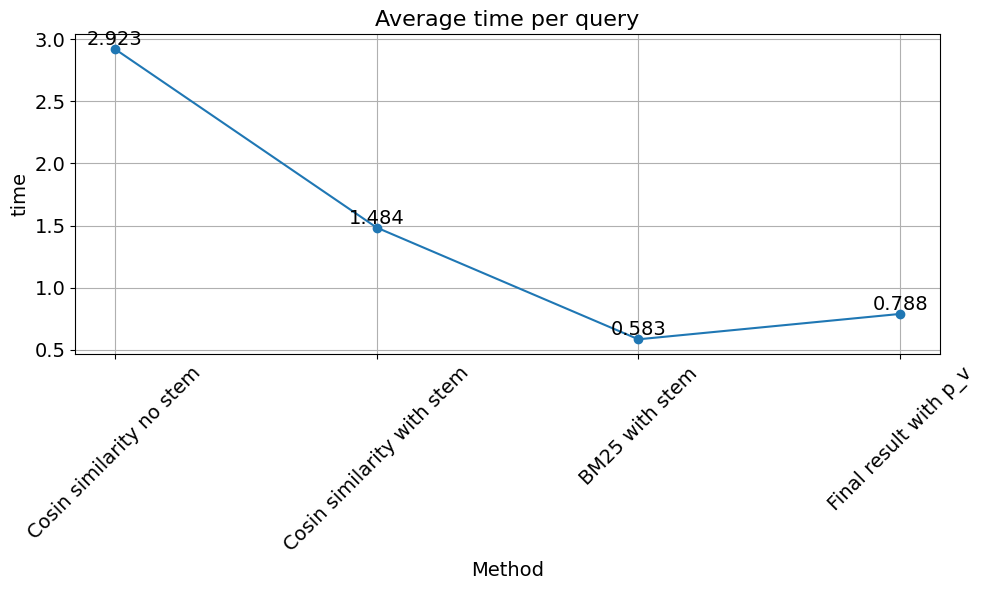 Average time per query
3.0
2.5
2.0
1.5
1.0
0.5
time
2.923
1.484
0.583
0.788
Cosin similarity no stem
Cosin similarity with stem
BM25 with stem
Final result with p_v
Method